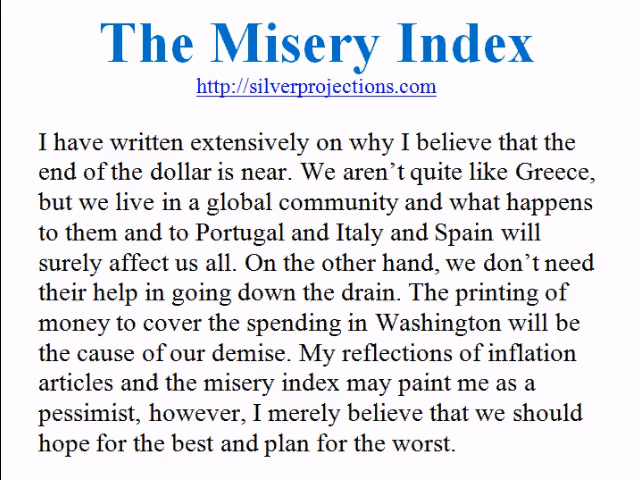 The Misery Index
http://silverprojections.com
I have written extensively on why I believe that the
end of the dollar is near. We aren’t quite like Greece,
but we live in a global community and what happens
to them and to Portugal and Italy and Spain will
surely affect us all. On the other hand, we don’t need
their help in going down the drain. The printing of
money to cover the spending in Washington will be
the cause of our demise. My reflections of inflation
articles and the misery index may paint me as a
pessimist, however, I merely believe that we should
hope for the best and plan for the worst.